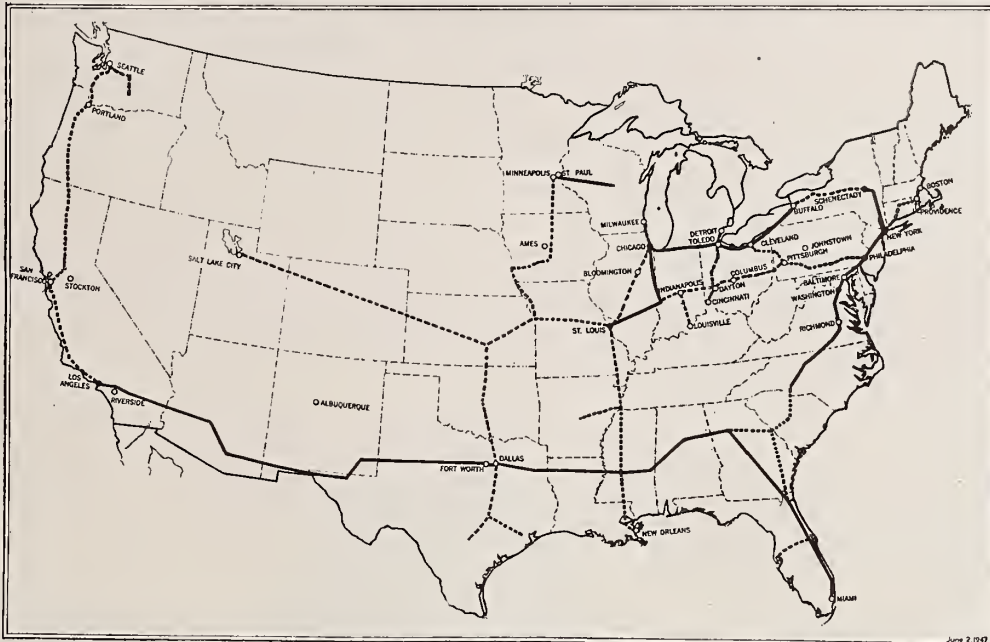 SEATTLE
PORTLAND
MINNEAPOLIS
ST. PAUL
BOSTON
SCHENECTADY
BUFFALO
PROVIDENCE
MILWAUKEE
DETROIT
TOLEDO
CLEVELAND
NEW YORK
AMES
CHICAGO
JOHNSTOWN
PITTSBURGH
PHILADELPHIA
SALT LAKE CITY
BLOOMINGTON
COLUMBUS
INDIANAPOLIS
DAYTON
BALTIMORE
SAN
FRANCISCO
STOCKTON
CINCINNATI
WASHINGTON
ST. LOUIS
LOUISVILLE
RICHMOND
LOS
ANGELES
RIVERSIDE
ALBUQUERQUE
FORT WORTH
DALLAS
NEW ORLEANS
MIAMI
June 2, 1947